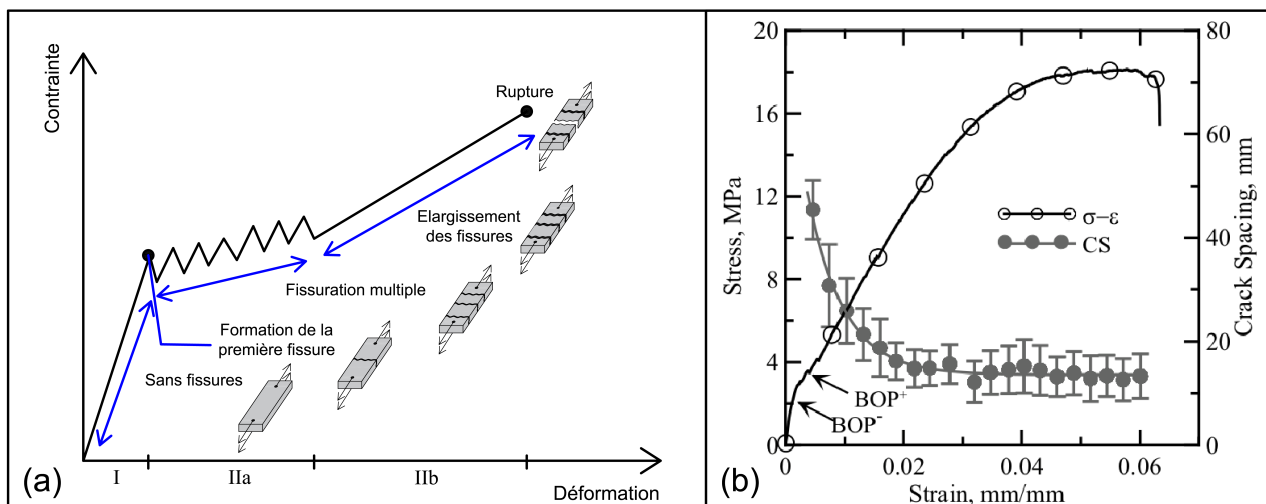 Contrainte
Rupture
Elargissement
des fissures
Fissuration multiple
Formation de la
première fissure
Sans fissures
I
IIa
IIb
Déformation
(a)
20
16
12
8
4
0
Stress, MPa
80
60
40
20
0
Crack Spacing, mm
σ−ε
CS
BOP+
BOP-
0
0.02
0.04
0.06
Strain, mm/mm
(b)